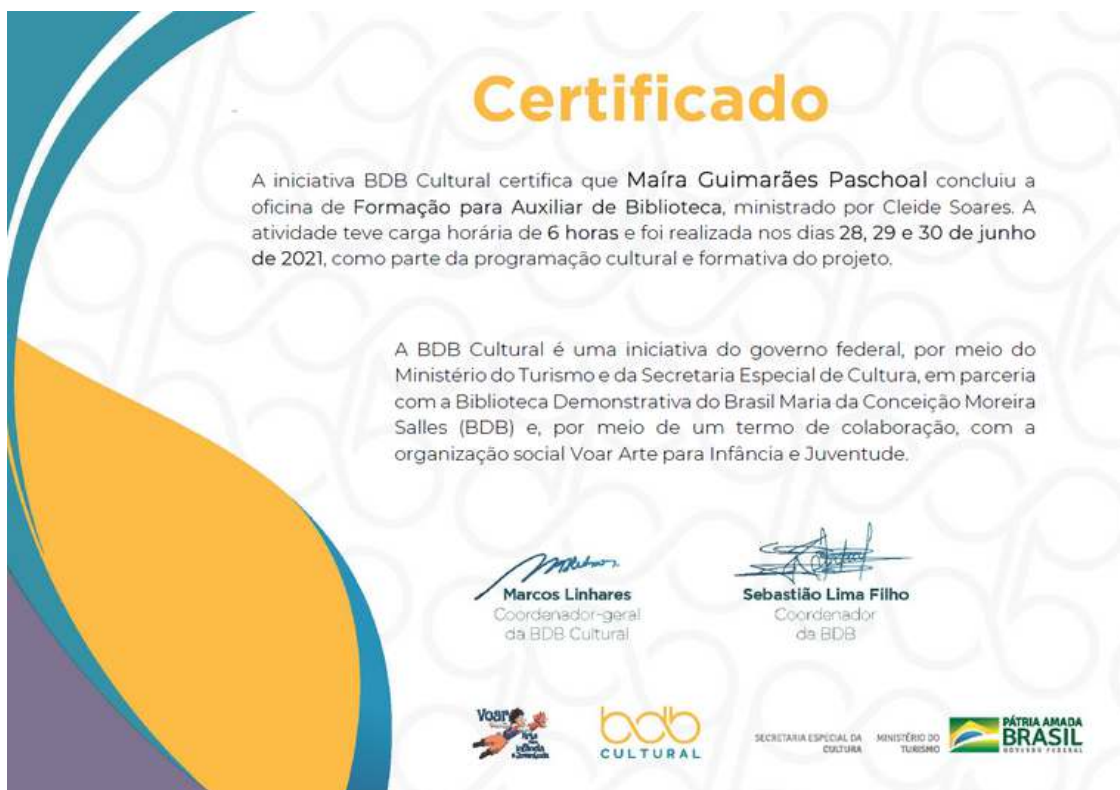 Certificado
A iniciativa BDB Cultural certifica que Maíra Guimarães Paschoal concluiu a
oficina de Formação para Auxiliar de Biblioteca, ministrado por Cleide Soares. A
atividade teve carga horária de 6 horas e foi realizada nos dias 28, 29 e 30 de junho
de 2021, como parte da programação cultural e formativa do projeto.
A BDB Cultural é uma iniciativa do governo federal, por meio do
Ministério do Turismo e da Secretaria Especial de Cultura, em parceria
com a Biblioteca Demonstrativa do Brasil Maria da Conceição Moreira
Salles (BDB) e, por meio de um termo de colaboração, com a
organização social Voar Arte para Infância e Juventude.
Marcos Linhares
Coordenador-geral
da BDB Cultural
Sebastião Lima Filho
Coordenador
da BDB
Voar
Arte
para
Infância
e Juventude
bdb
CULTURAL
SECRETARIA ESPECIAL DA
CULTURA
MINISTÉRIO DO
TURISMO
PÁTRIA AMADA
BRASIL
GOVERNO FEDERAL